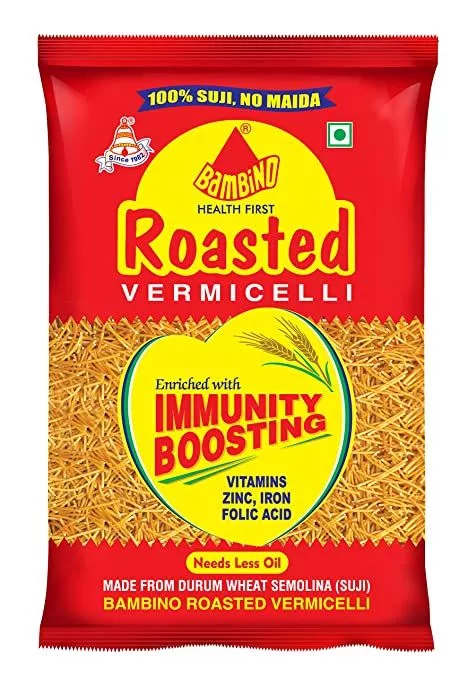 100% SUJI, NO MAIDA
Since 1982
®
BAMBINO
HEALTH FIRST
Roasted
VERMICELLI
Enriched with
IMMUNITY
BOOSTING
VITAMINS
ZINC, IRON
FOLIC ACID
Needs Less Oil
MADE FROM DURUM WHEAT SEMOLINA (SUJI)
BAMBINO ROASTED VERMICELLI